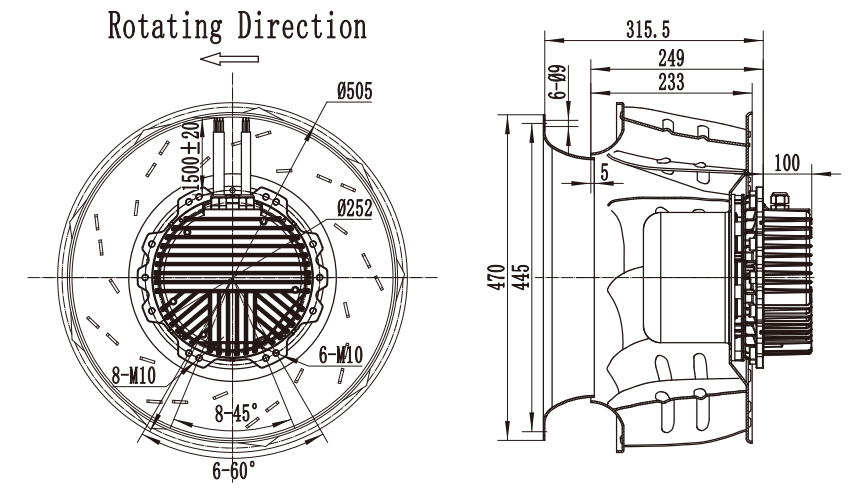 Rotating Direction
Ø505
1500±20
Ø252
8-M10
6-M10
8-45°
6-60°
315.5
249
233
6-Ø9
5
100
470
445